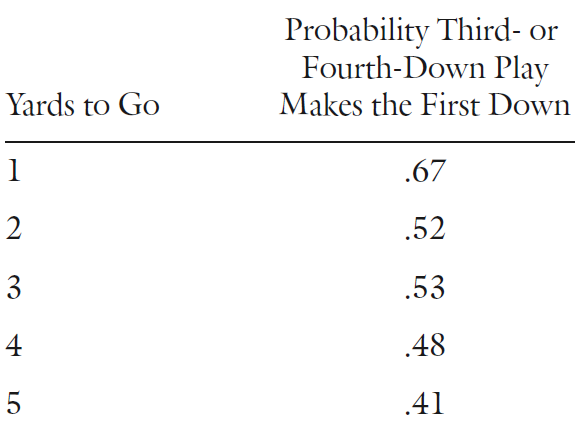 Probability Third- or
Fourth-Down Play
Yards to Go Makes the First Down
1 .67
2 .52
3 .53
4 .48
5 .41